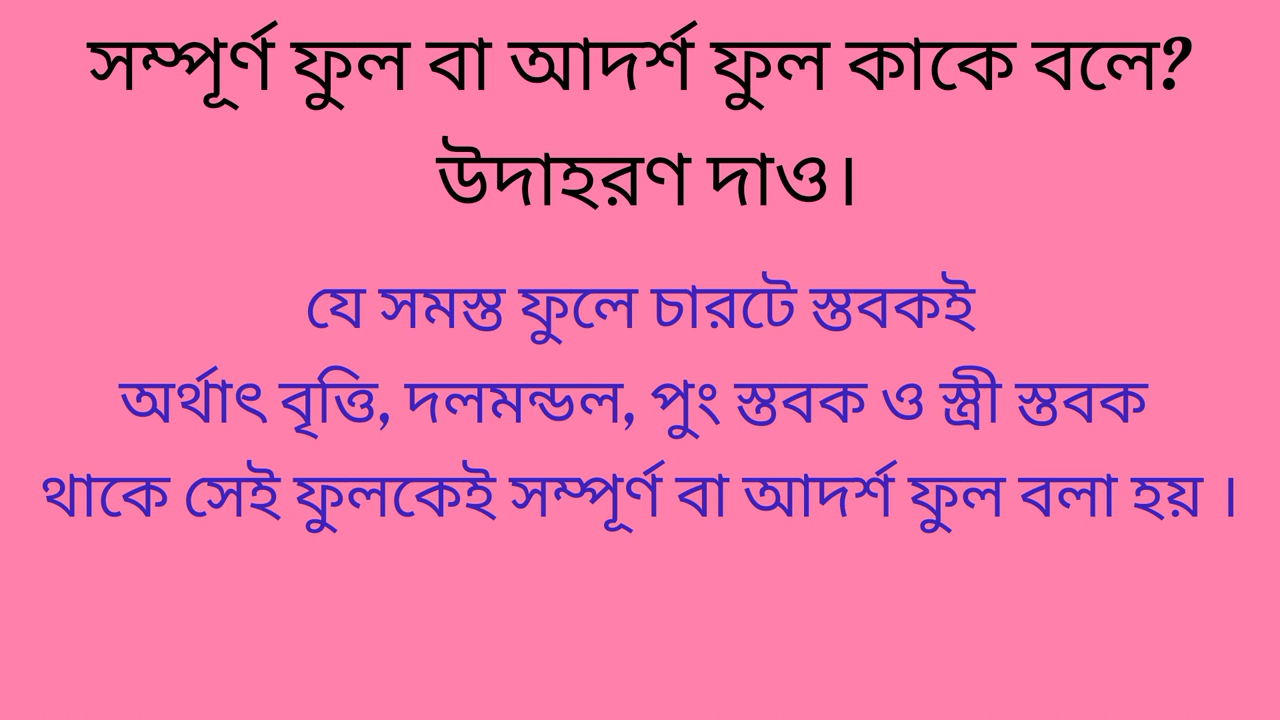 সম্পূর্ণ ফুল বা আদর্শ ফুল কাকে বলে?
উদাহরণ দাও।
যে সমস্ত ফুলে চারটে স্তবকই
অর্থাৎ বৃত্তি, দলমন্ডল, পুং স্তবক ও স্ত্রী স্তবক
থাকে সেই ফুলকেই সম্পূর্ণ বা আদর্শ ফুল বলা হয় ।